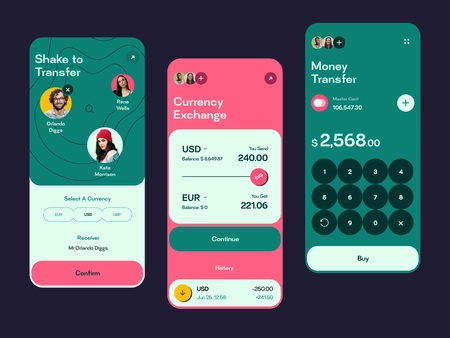 Shake to
Transfer
Rene
Wells
Orlando
Diggs
Kate
Morrison
Select A Currency
EUR
USD
GBP
Receiver
Mr. Orlando Diggs
Confirm
Currency
Exchange
USD
You Send
Balance: $ 8,649.87
240.00
EUR
You Get
Balance: $ 0
221.06
Continue
History
USD
-250.00
Jun 26, 12:58
+241.50
Money
Transfer
Master Card
106,547.30
$ 2,568.00
1 2 3
4 5 6
7 8 9
0 ×
Buy